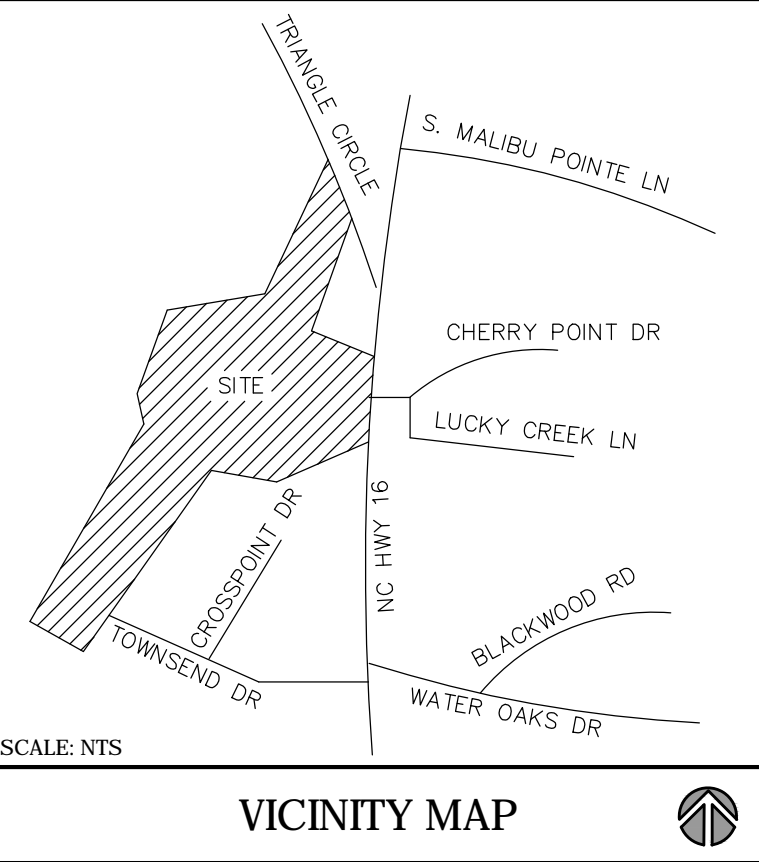 TRIANGLE CIRCLE
S. MALIBU POINTE LN
CHERRY POINT DR
SITE
LUCKY CREEK LN
NC HWY 16
CROSSPOINT DR
BLACKWOOD RD
TOWNSEND DR
WATER OAKS DR
SCALE: NTS
VICINITY MAP